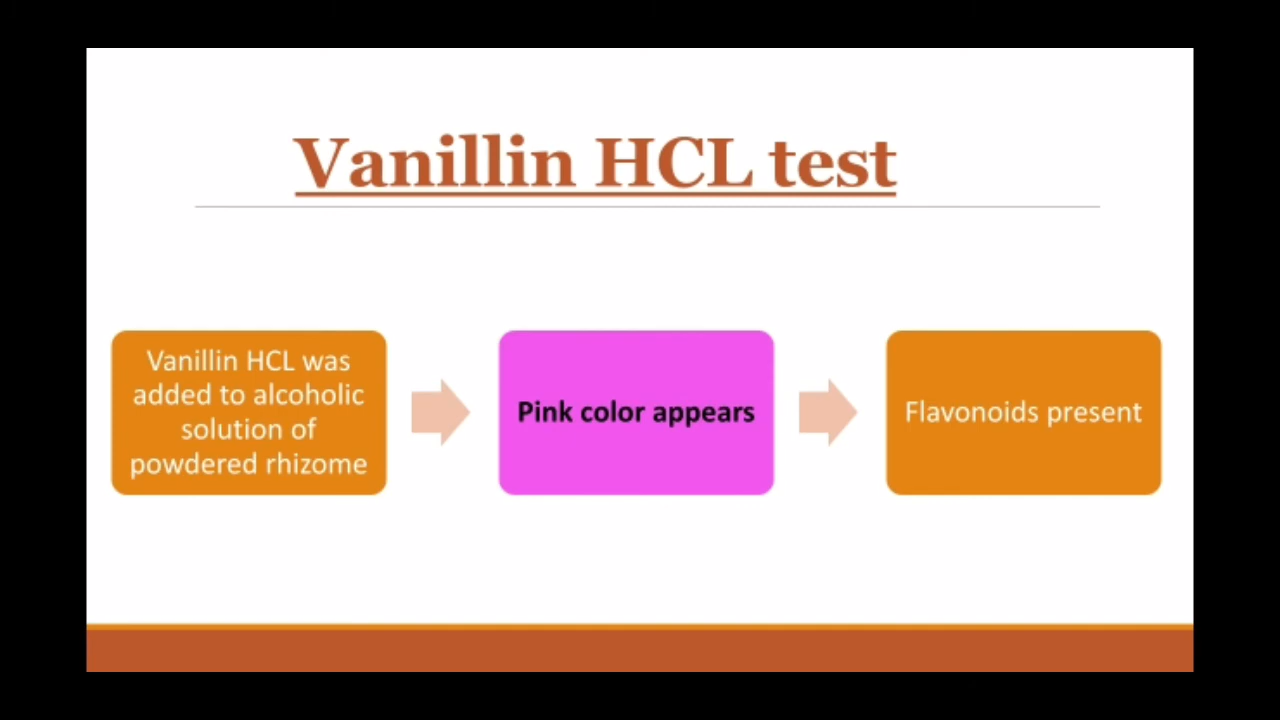 Vanillin HCL test
Vanillin HCL was
added to alcoholic
solution of
powdered rhizome
Pink color appears
Flavonoids present